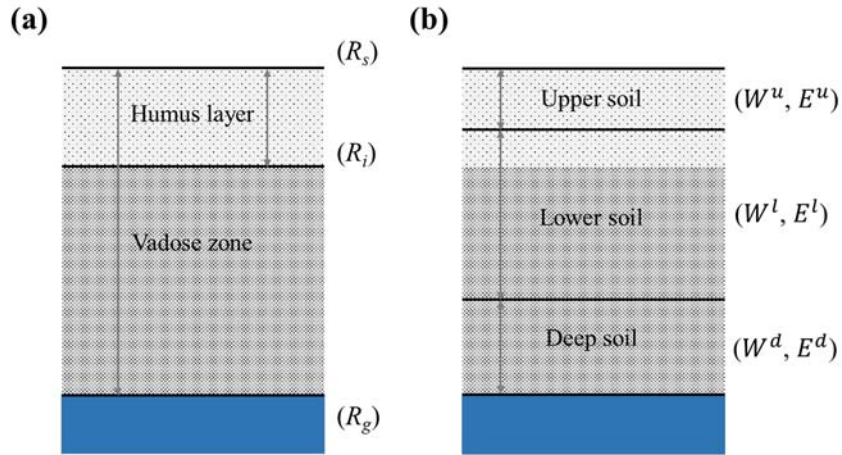 (a)
(R_s)
Humus layer
(R_i)
Vadose zone
(R_g)
(b)
Upper soil
(W^u, E^u)
Lower soil
(W^l, E^l)
Deep soil
(W^d, E^d)